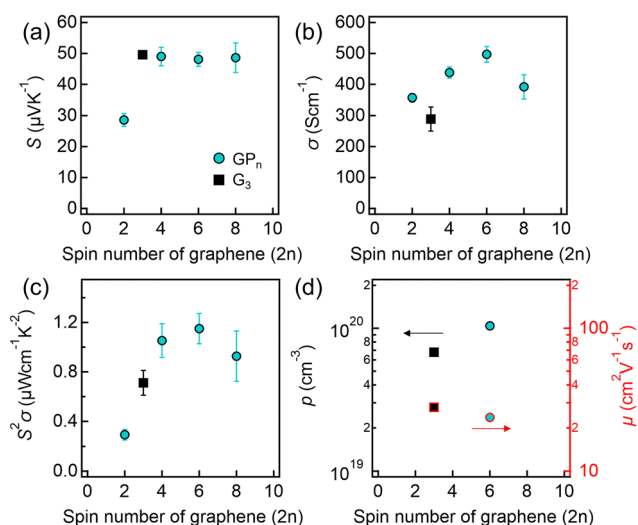 (a)
S (μVK⁻¹)
60
50
40
30
20
10
0
GPₙ
G₃
0 2 4 6 8 10
Spin number of graphene (2n)
(b)
σ (Scm⁻¹)
600
500
400
300
200
100
0
0 2 4 6 8 10
Spin number of graphene (2n)
(c)
S²σ (μWcm⁻¹K⁻²)
1.2
0.8
0.4
0.0
0 2 4 6 8 10
Spin number of graphene (2n)
(d)
p (cm⁻³)
2
10²⁰
8
6
4
2
10¹⁹
μ (cm²V⁻¹s⁻¹)
2
100
8
6
4
2
10
0 2 4 6 8 10
Spin number of graphene (2n)